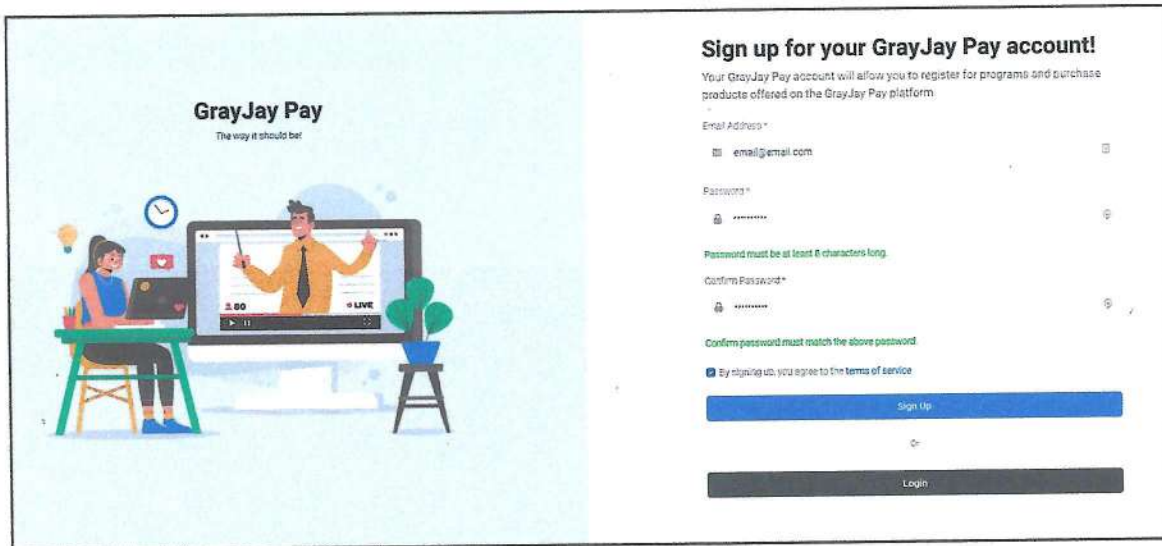 GrayJay Pay
The way it should be!
80
LIVE
Sign up for your GrayJay Pay account!
Your GrayJay Pay account will allow you to register for programs and purchase
products offered on the GrayJay Pay platform
Email Address *
email@email.com
Password *
••••••••••
Password must be at least 8 characters long.
Confirm Password *
••••••••••
Confirm password must match the above password
By signing up, you agree to the terms of service
Sign Up
Or
Login